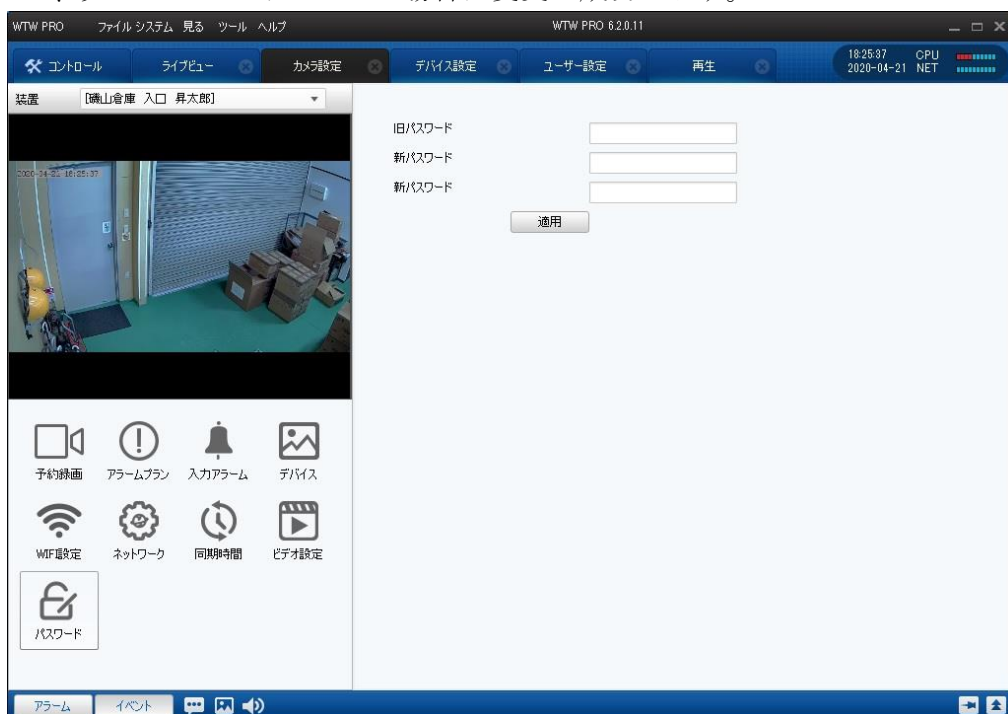 WTW PRO ファイル システム 見る ツール ヘルプ WTW PRO 6.2.0.11
コントロール ライブビュー カメラ設定 デバイス設定 ユーザー設定 再生 18:25:37 CPU
2020-04-21 NET
装置 [磯山倉庫 入口 昇太郎]
旧パスワード
新パスワード
新パスワード
適用
2020-04-21 18:25:37
予約録画 アラームプラン 入力アラーム デバイス
WIFI設定 ネットワーク 同期時間 ビデオ設定
パスワード
アラーム イベント